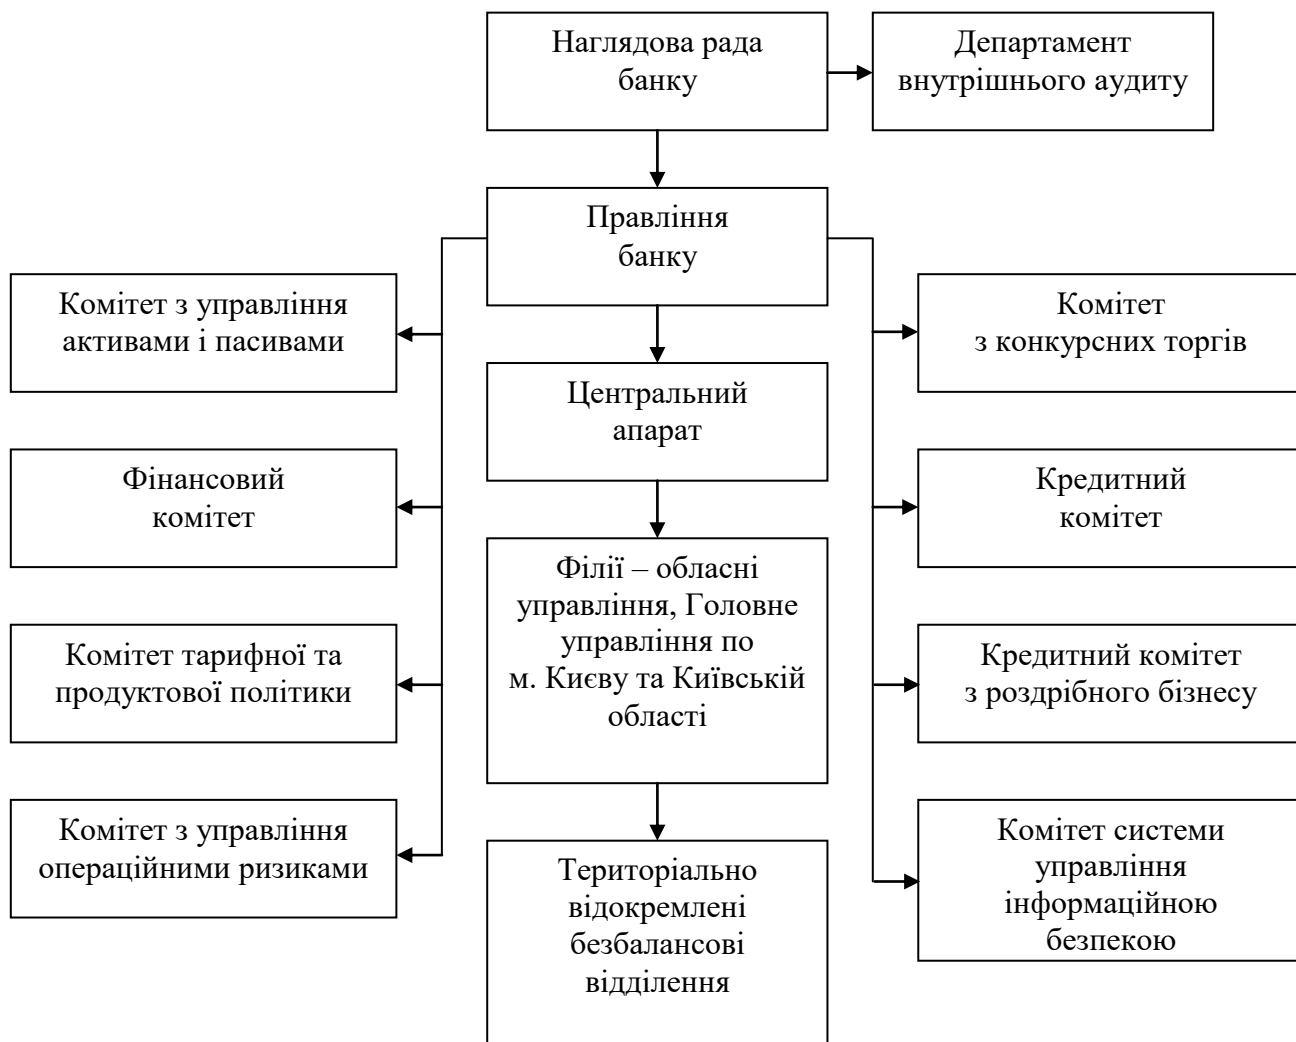 Наглядова рада
банку
Департамент
внутрішнього аудиту
Правління
банку
Комітет з управління
активами і пасивами
Комітет
з конкурсних торгів
Центральний
апарат
Фінансовий
комітет
Кредитний
комітет
Філії – обласні
управління, Головне
управління по
м. Києву та Київській
області
Комітет тарифної та
продуктової політики
Кредитний комітет
з роздрібного бізнесу
Комітет з управління
операційними ризиками
Територіально
відокремлені
безбалансові
відділення
Комітет системи
управління
інформаційною
безпекою